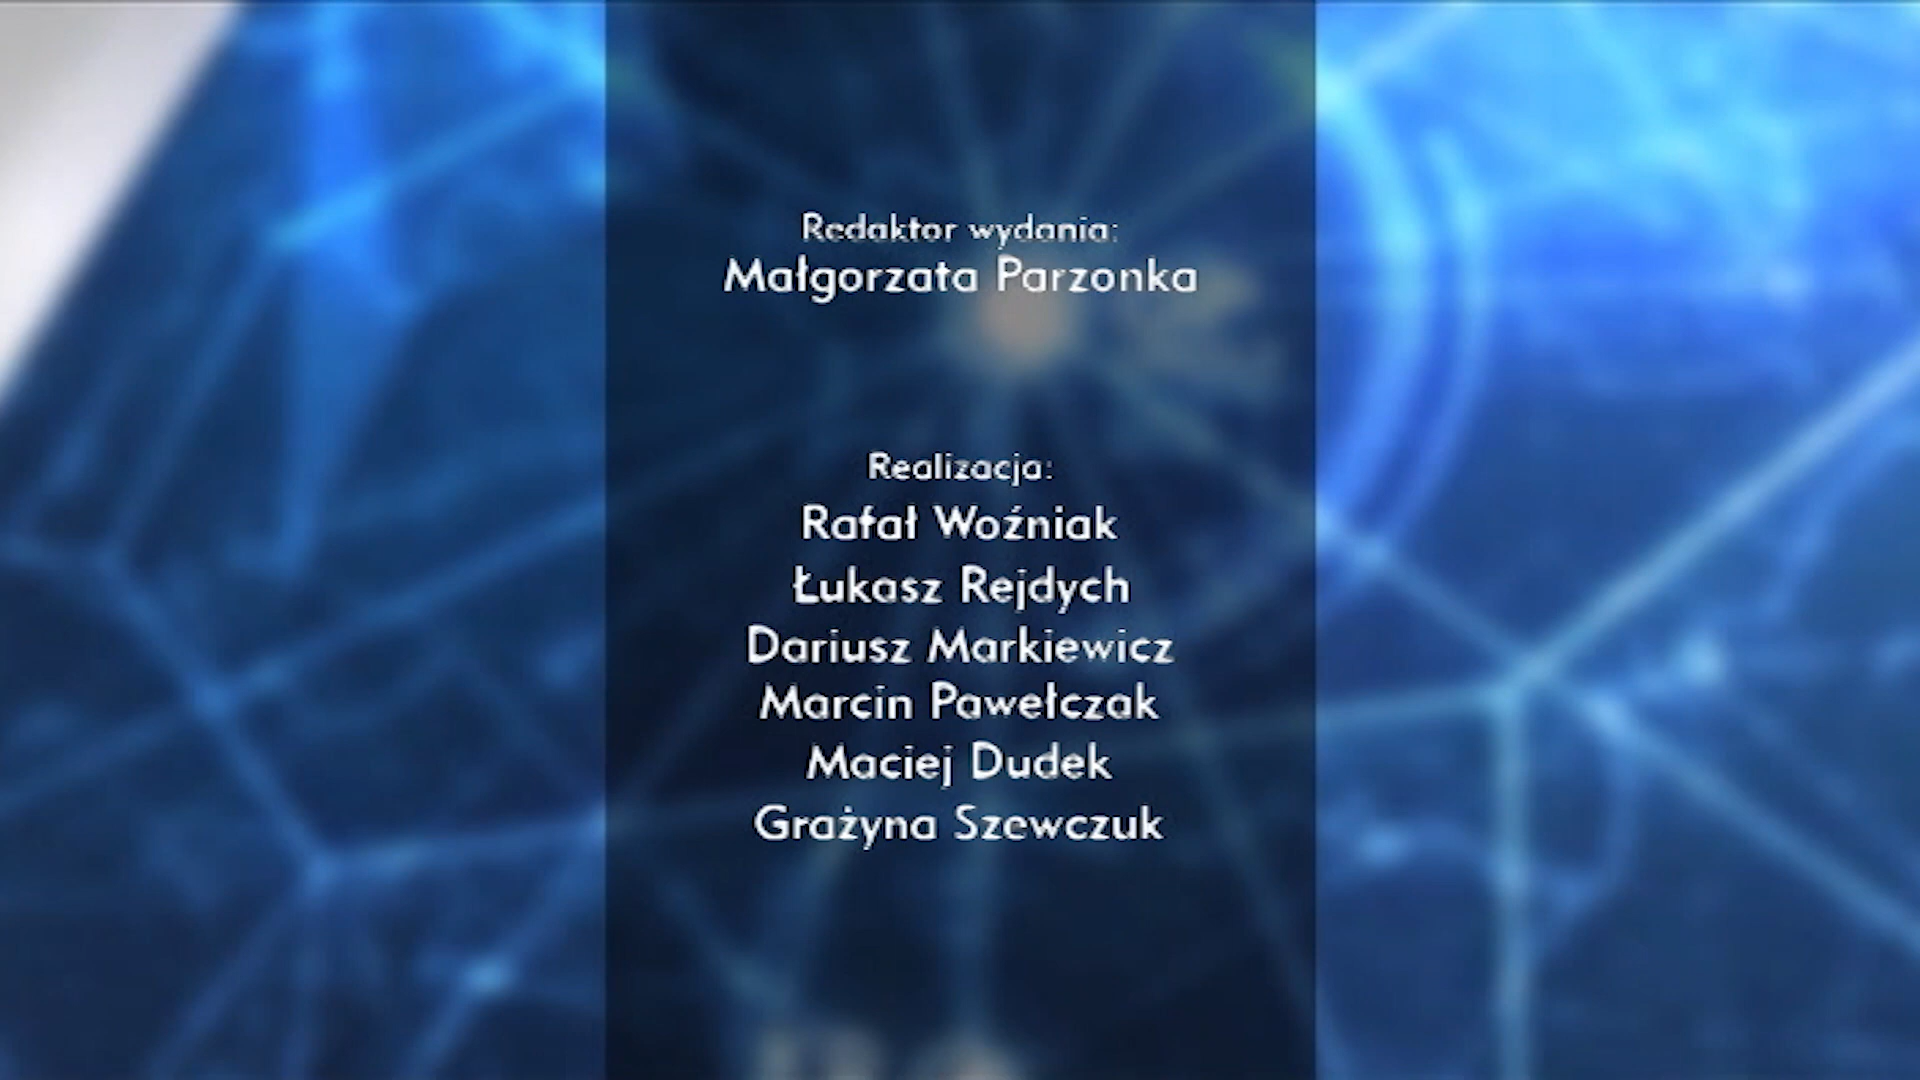 Redaktor wydania:
Małgorzata Parzonka
Realizacja:
Rafał Woźniak
Łukasz Rejdych
Dariusz Markiewicz
Marcin Pawełczak
Maciej Dudek
Grażyna Szewczuk